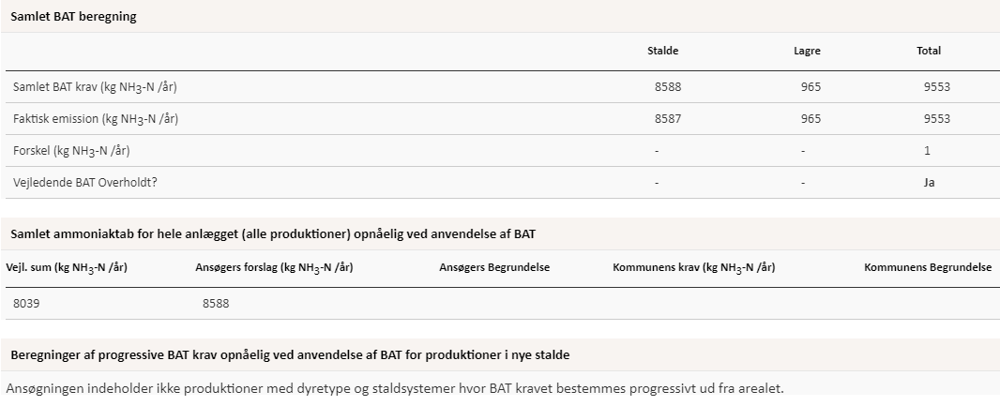 Samlet BAT beregning
Stalde Lagre Total
Samlet BAT krav (kg NH3-N /år) 8588 965 9553
Faktisk emission (kg NH3-N /år) 8587 965 9553
Forskel (kg NH3-N /år) - - 1
Vejledende BAT Overholdt? - - Ja
Samlet ammoniaktab for hele anlægget (alle produktioner) opnåelig ved anvendelse af BAT
Vejl. sum (kg NH3-N /år) Ansøgers forslag (kg NH3-N /år) Ansøgers Begrundelse Kommunens krav (kg NH3-N /år) Kommunens Begrundelse
8039 8588
Beregninger af progressive BAT krav opnåelig ved anvendelse af BAT for produktioner i nye stalde
Ansøgningen indeholder ikke produktioner med dyretype og staldsystemer hvor BAT kravet bestemmes progressivt ud fra arealet.